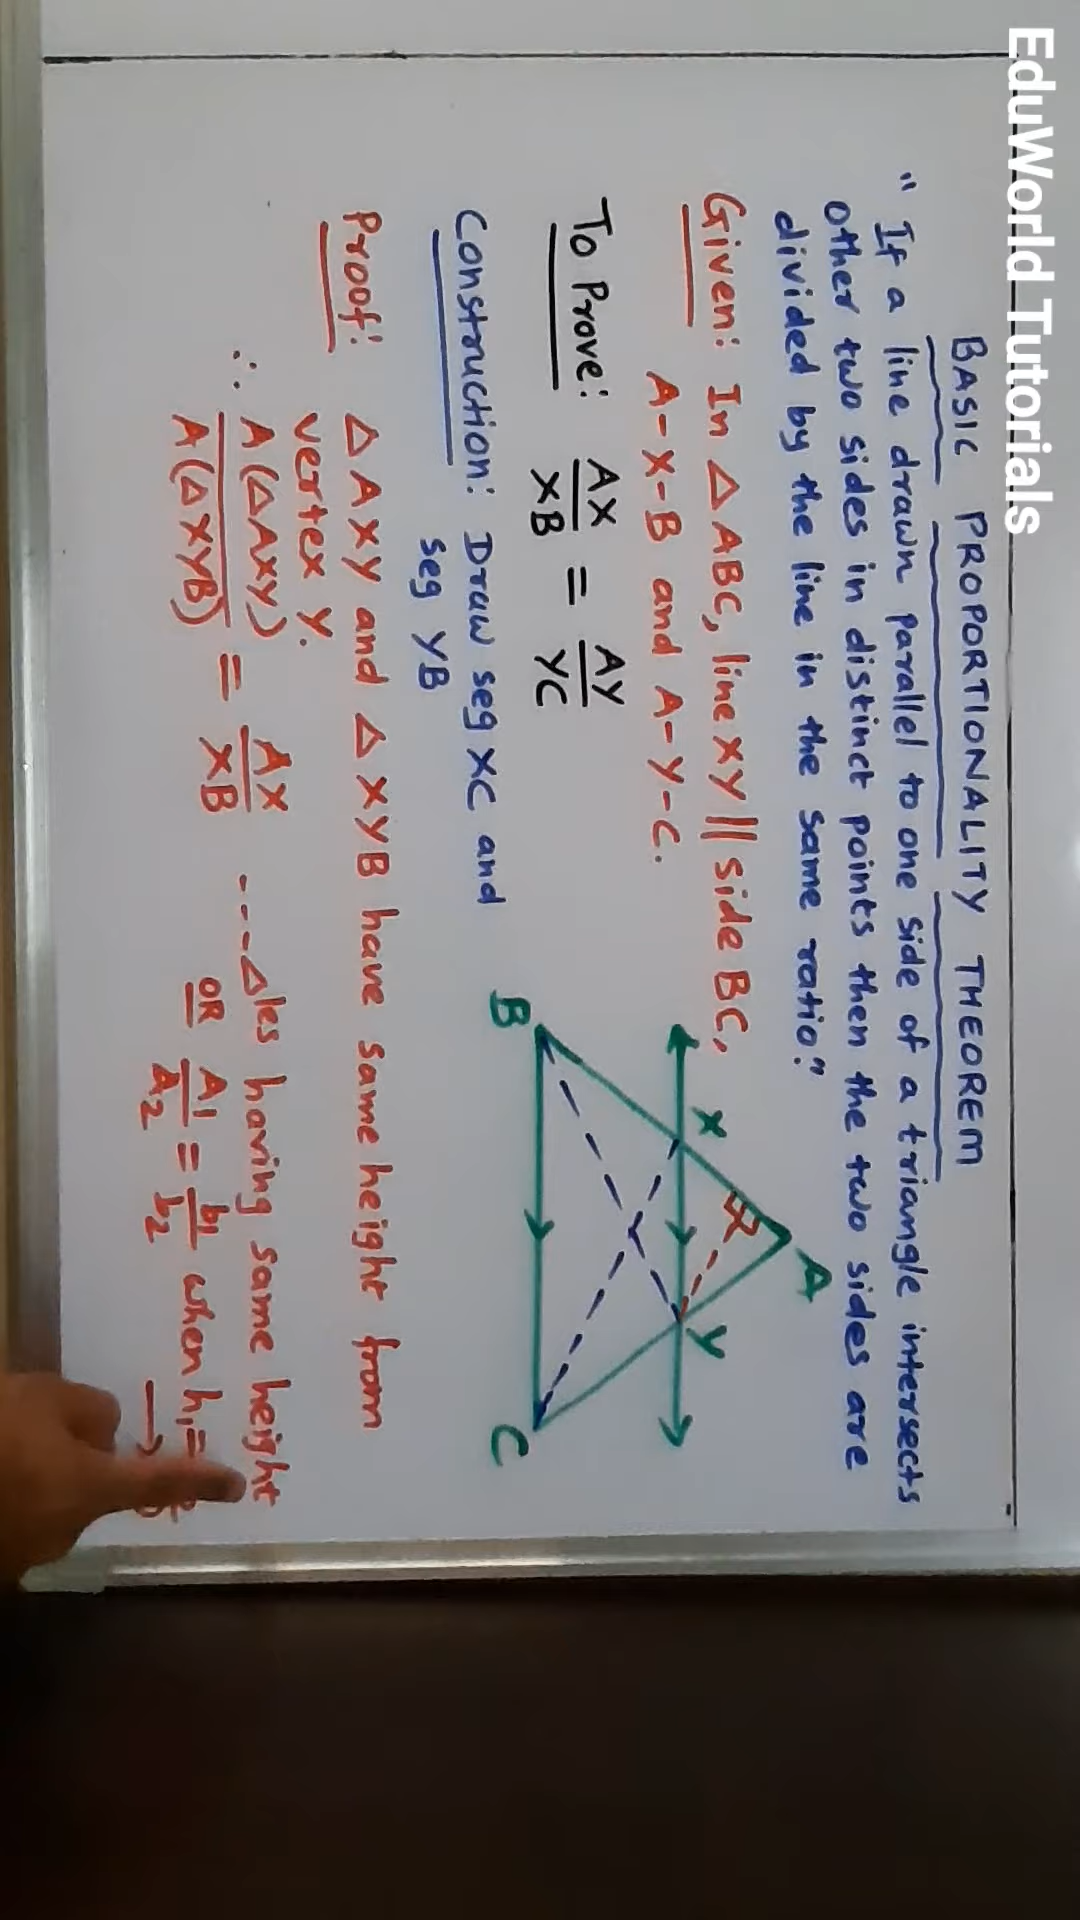 EduWorld Tutorials
BASIC PROPORTIONALITY THEOREM
" If a line drawn parallel to one side of a triangle intersects
other two sides in distinct points then the two sides are
divided by the line in the same ratio."
Given: In △ABC, line XY || side BC,
A-X-B and A-Y-C.
To Prove: AX/XB = AY/YC
Construction: Draw seg XC and
seg YB
A
X
Y
B
C
Proof: △AXY and △XYB have same height from
vertex Y.
∴ A(△AXY)/A(△XYB) = AX/XB ---△les having same height
OR A1/A2 = b1/b2 when h1=